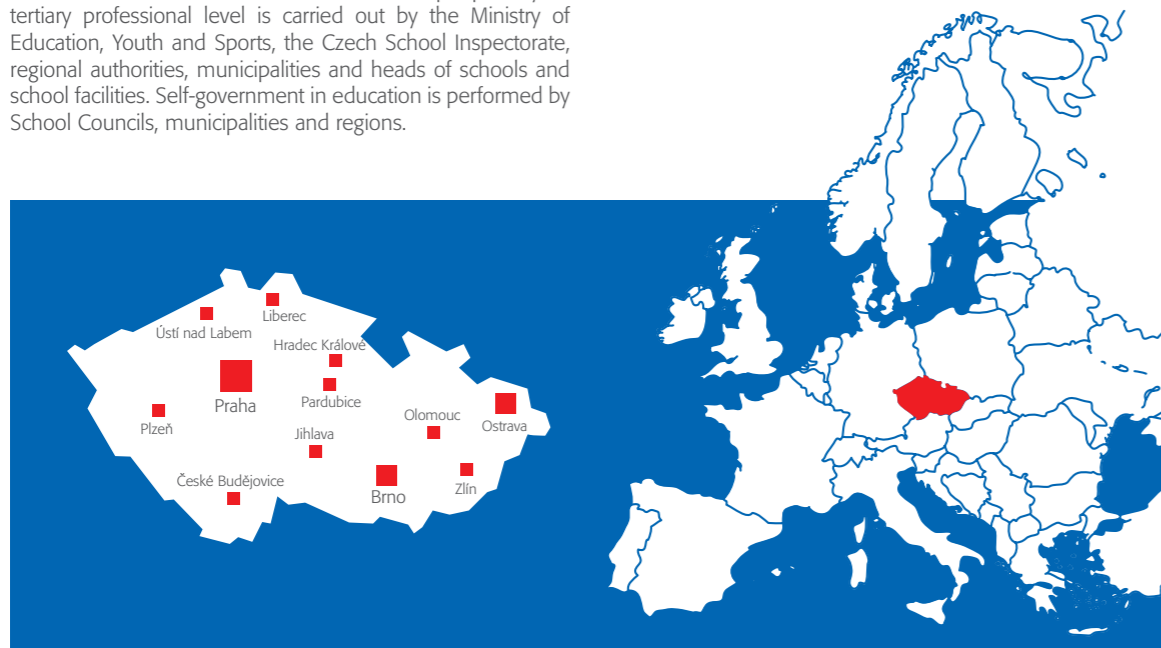 tertiary professional level is carried out by the Ministry of
Education, Youth and Sports, the Czech School Inspectorate,
regional authorities, municipalities and heads of schools and
school facilities. Self-government in education is performed by
School Councils, municipalities and regions.
Liberec
Ústí nad Labem
Hradec Králové
Praha
Pardubice
Olomouc
Ostrava
Plzeň
Jihlava
České Budějovice
Brno
Zlín